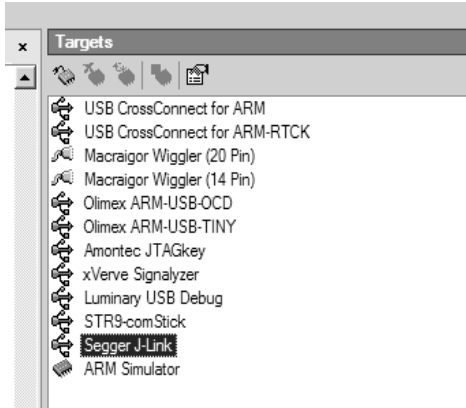 Targets
USB CrossConnect for ARM
USB CrossConnect for ARM-RTCK
Macraigor Wiggler (20 Pin)
Macraigor Wiggler (14 Pin)
Olimex ARM-USB-OCD
Olimex ARM-USB-TINY
Amontec JTAGkey
xVerve Signalyzer
Luminary USB Debug
STR9-comStick
Segger J-Link
ARM Simulator